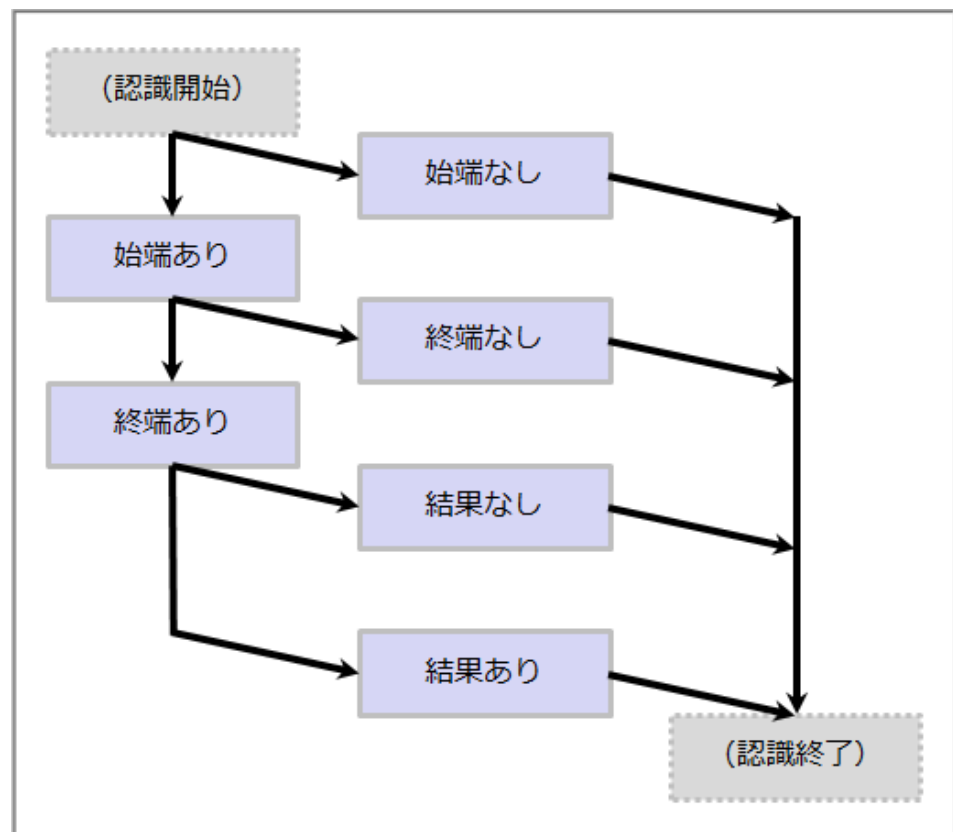 （認識開始）
始端なし
始端あり
終端なし
終端あり
結果なし
結果あり
（認識終了）